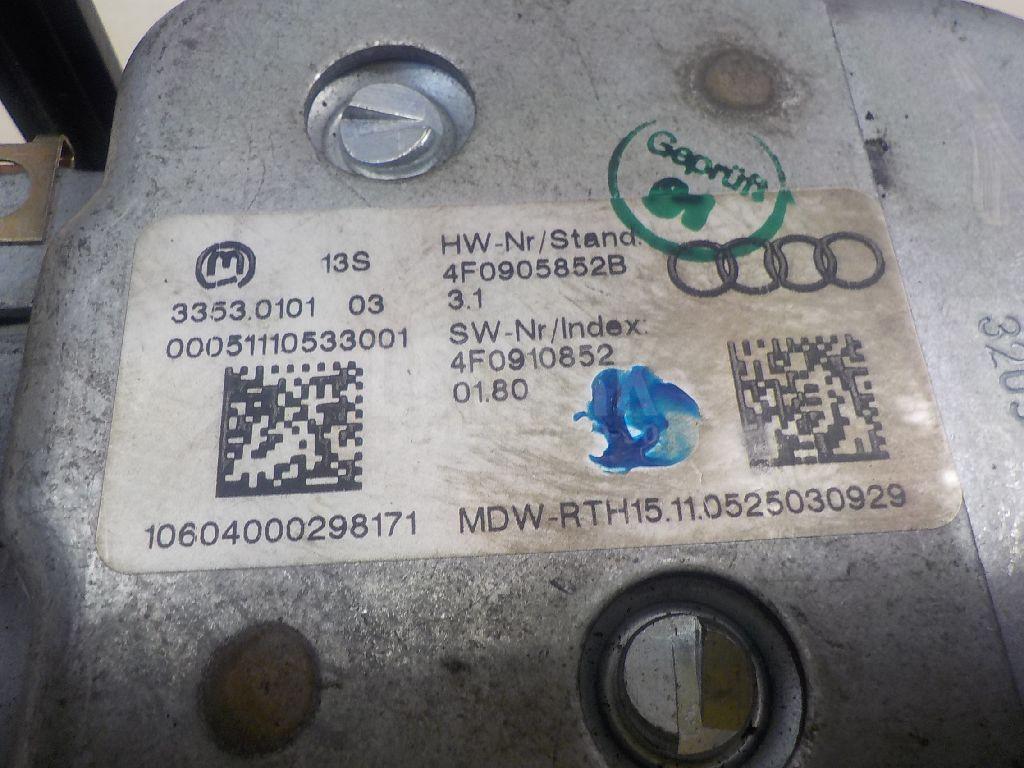 Geprüft
M 13S
3353.0101 03
00051110533001
HW-Nr/Stand:
4F0905852B
3.1
SW-Nr/Index:
4F0910852
01.80
10604000298171
MDW-RTH15.11.0525030929